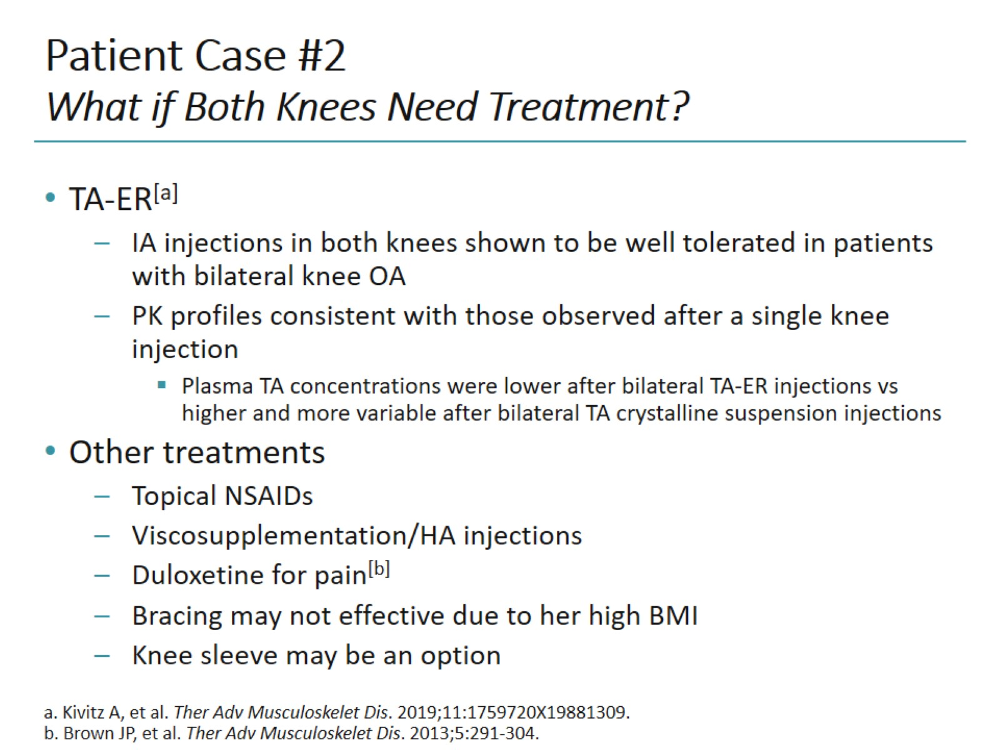 Patient Case #2
What if Both Knees Need Treatment?
• TA-ER[a]
– IA injections in both knees shown to be well tolerated in patients
with bilateral knee OA
– PK profiles consistent with those observed after a single knee
injection
▪ Plasma TA concentrations were lower after bilateral TA-ER injections vs
higher and more variable after bilateral TA crystalline suspension injections
• Other treatments
– Topical NSAIDs
– Viscosupplementation/HA injections
– Duloxetine for pain[b]
– Bracing may not effective due to her high BMI
– Knee sleeve may be an option
a. Kivitz A, et al. Ther Adv Musculoskelet Dis. 2019;11:1759720X19881309.
b. Brown JP, et al. Ther Adv Musculoskelet Dis. 2013;5:291-304.